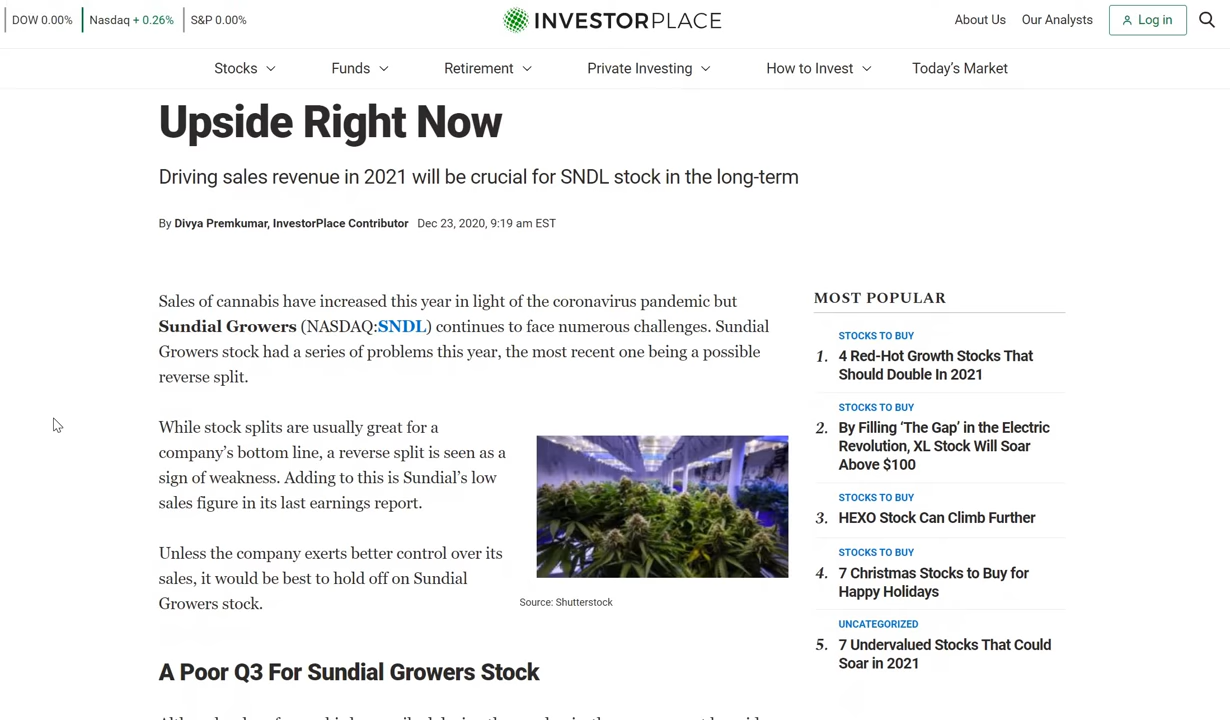 DOW 0.00% Nasdaq + 0.26% S&P 0.00%
INVESTORPLACE
About Us Our Analysts Log in
Stocks Funds Retirement Private Investing How to Invest Today's Market
Upside Right Now
Driving sales revenue in 2021 will be crucial for SNDL stock in the long-term
By Divya Premkumar, InvestorPlace Contributor Dec 23, 2020, 9:19 am EST
Sales of cannabis have increased this year in light of the coronavirus pandemic but
Sundial Growers (NASDAQ:SNDL) continues to face numerous challenges. Sundial
Growers stock had a series of problems this year, the most recent one being a possible
reverse split.
While stock splits are usually great for a
company's bottom line, a reverse split is seen as a
sign of weakness. Adding to this is Sundial's low
sales figure in its last earnings report.
Unless the company exerts better control over its
sales, it would be best to hold off on Sundial
Growers stock.
Source: Shutterstock
A Poor Q3 For Sundial Growers Stock
MOST POPULAR
STOCKS TO BUY
1. 4 Red-Hot Growth Stocks That
Should Double In 2021
STOCKS TO BUY
2. By Filling ‘The Gap’ in the Electric
Revolution, XL Stock Will Soar
Above $100
STOCKS TO BUY
3. HEXO Stock Can Climb Further
STOCKS TO BUY
4. 7 Christmas Stocks to Buy for
Happy Holidays
UNCATEGORIZED
5. 7 Undervalued Stocks That Could
Soar in 2021